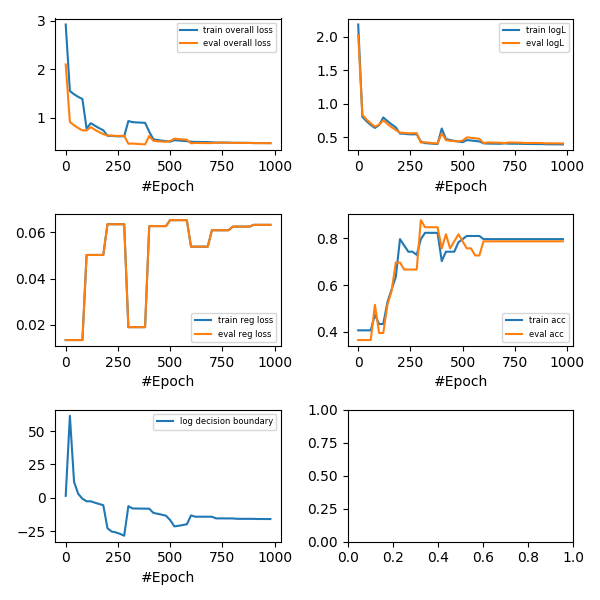 3
2
1
train overall loss
eval overall loss
0 250 500 750 1000
#Epoch
2.0
1.5
1.0
0.5
train logL
eval logL
0 250 500 750 1000
#Epoch
0.06
0.04
0.02
train reg loss
eval reg loss
0 250 500 750 1000
#Epoch
0.8
0.6
0.4
train acc
eval acc
0 250 500 750 1000
#Epoch
50
25
0
−25
log decision boundary
0 250 500 750 1000
#Epoch
1.00
0.75
0.50
0.25
0.00
0.0 0.2 0.4 0.6 0.8 1.0